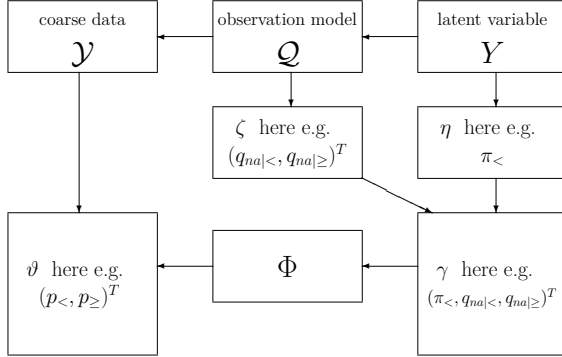 coarse data
𝒴
observation model
𝒬
latent variable
Y
ζ here e.g.
(q_{na|<}, q_{na|≥})^T
η here e.g.
π_<
ϑ here e.g.
(p_<, p_≥)^T
Φ
γ here e.g.
(π_<, q_{na|<}, q_{na|≥})^T